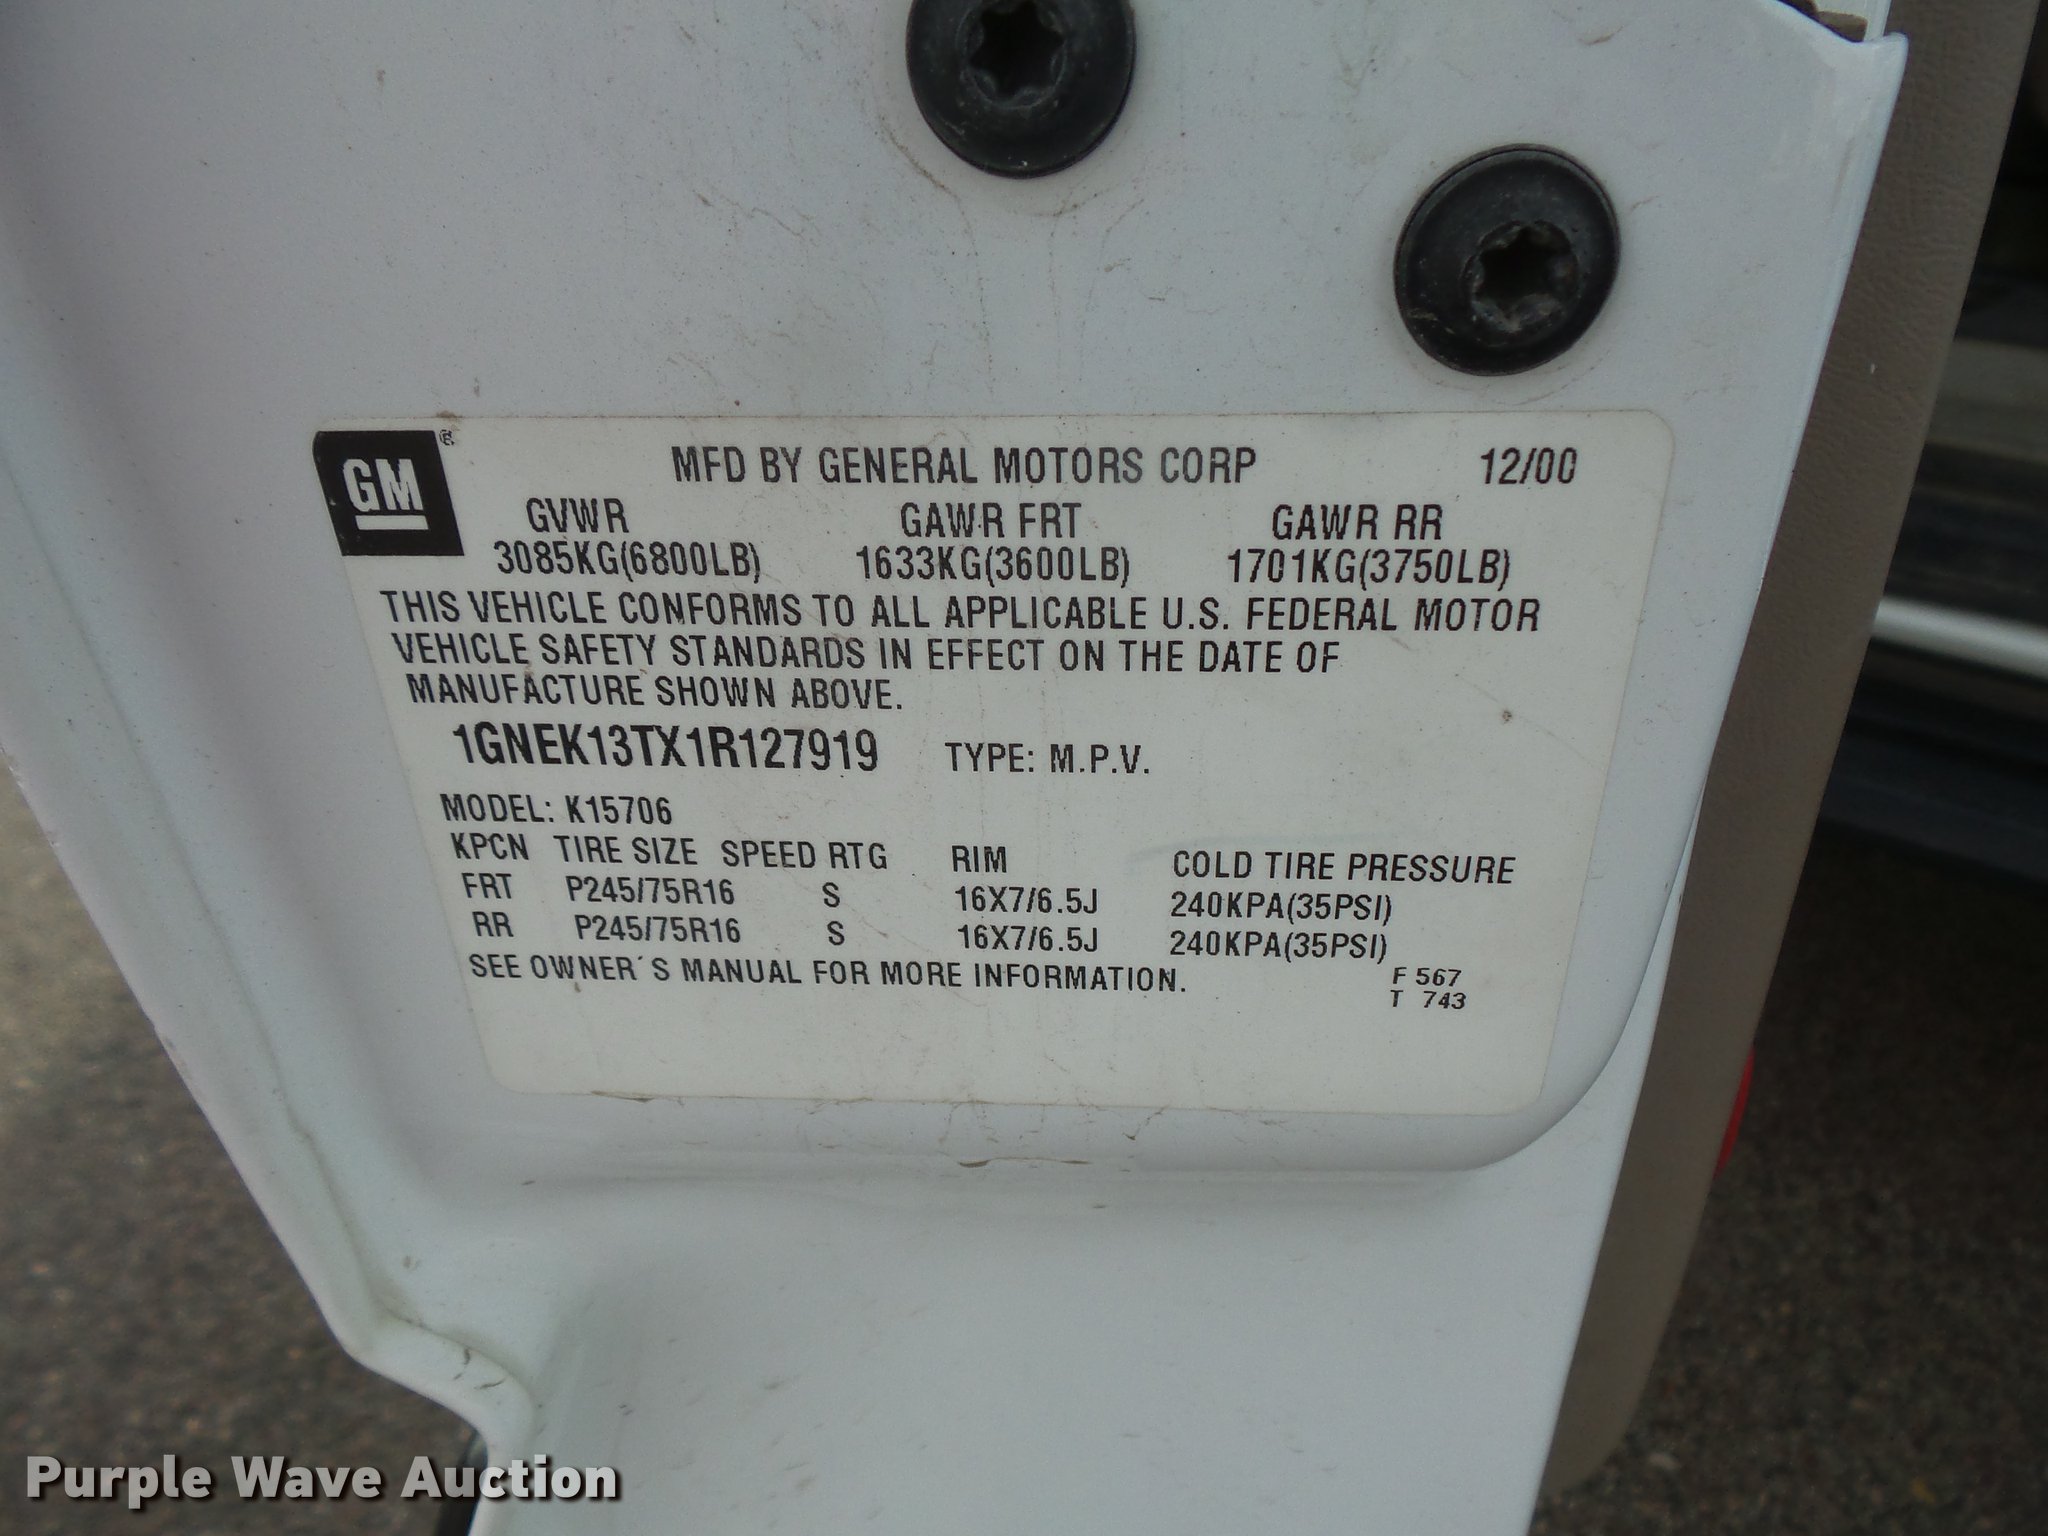 GM ®
MFD BY GENERAL MOTORS CORP 12/00
GVWR GAWR FRT GAWR RR
3085KG(6800LB) 1633KG(3600LB) 1701KG(3750LB)
THIS VEHICLE CONFORMS TO ALL APPLICABLE U.S. FEDERAL MOTOR
VEHICLE SAFETY STANDARDS IN EFFECT ON THE DATE OF
MANUFACTURE SHOWN ABOVE.
1GNEK13TX1R127919 TYPE: M.P.V.
MODEL: K15706
KPCN TIRE SIZE SPEED RTG RIM COLD TIRE PRESSURE
FRT P245/75R16 S 16X7/6.5J 240KPA(35PSI)
RR P245/75R16 S 16X7/6.5J 240KPA(35PSI)
SEE OWNER´S MANUAL FOR MORE INFORMATION.
F 567
T 743
Purple Wave Auction